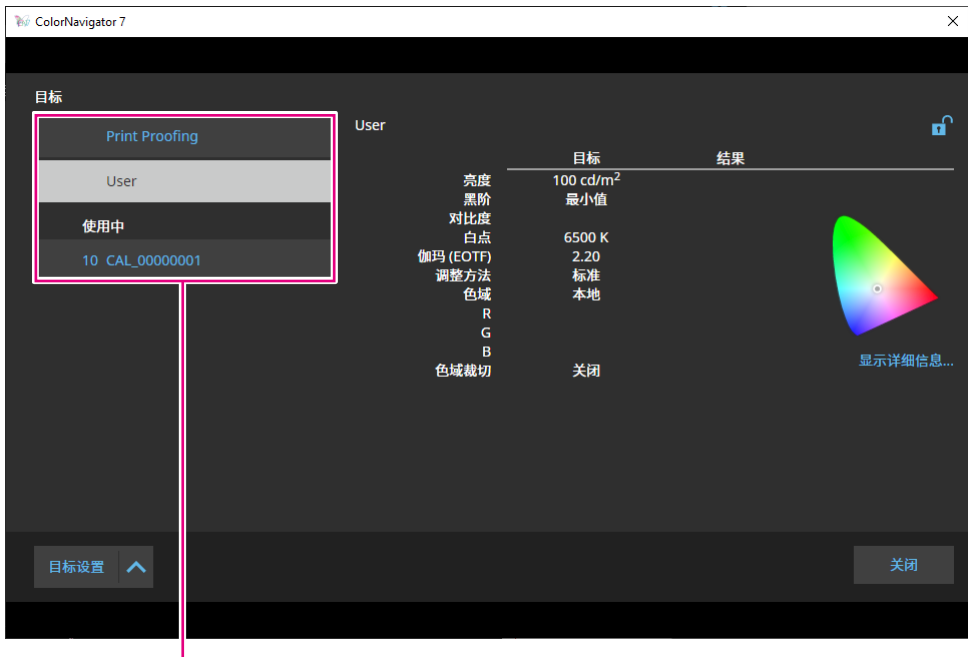 ColorNavigator 7
目标
Print Proofing
User
使用中
10 CAL_00000001
User
目标 结果
亮度 100 cd/m²
黑阶 最小值
对比度
白点 6500 K
伽玛 (EOTF) 2.20
调整方法 标准
色域 本地
R
G
B
色域裁切 关闭
显示详细信息...
目标设置
关闭